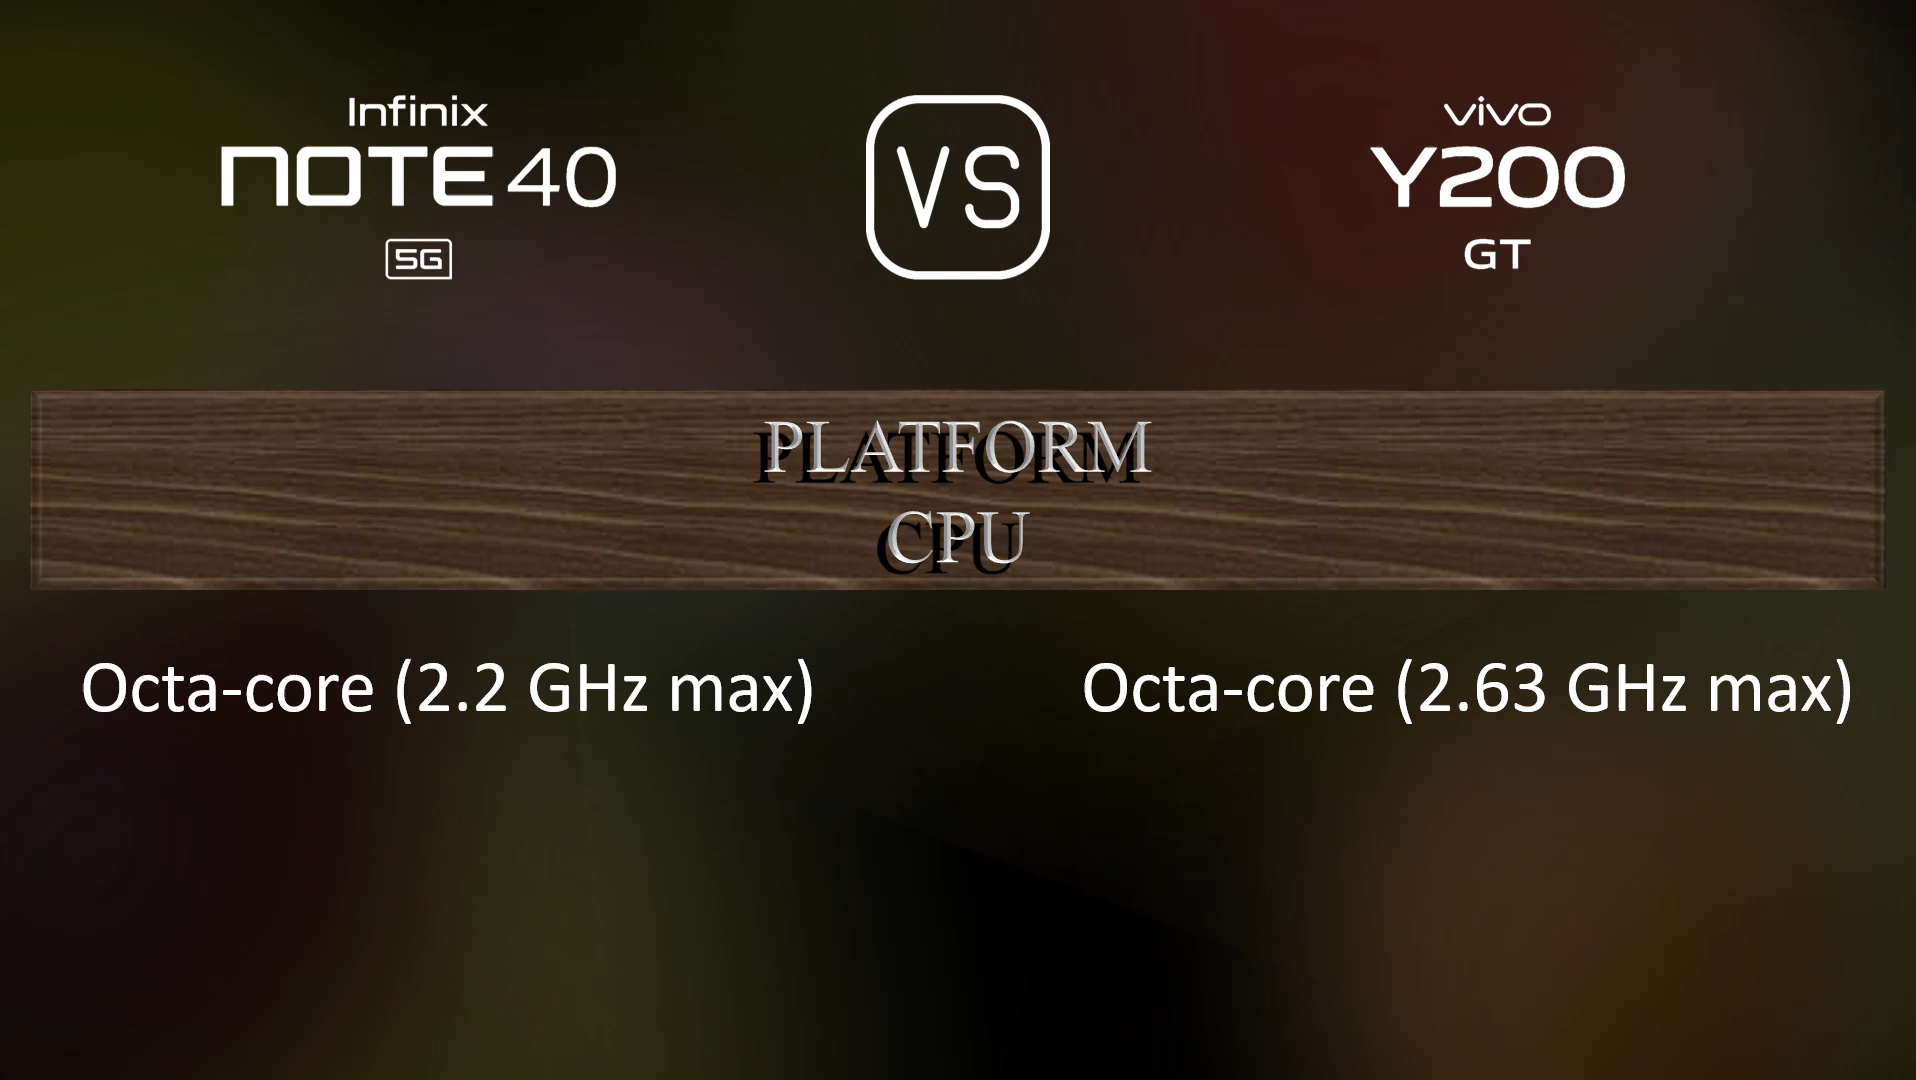 Infinix
NOTE 40
5G
VS
vivo
Y200
GT
PLATFORM
CPU
Octa-core (2.2 GHz max)
Octa-core (2.63 GHz max)